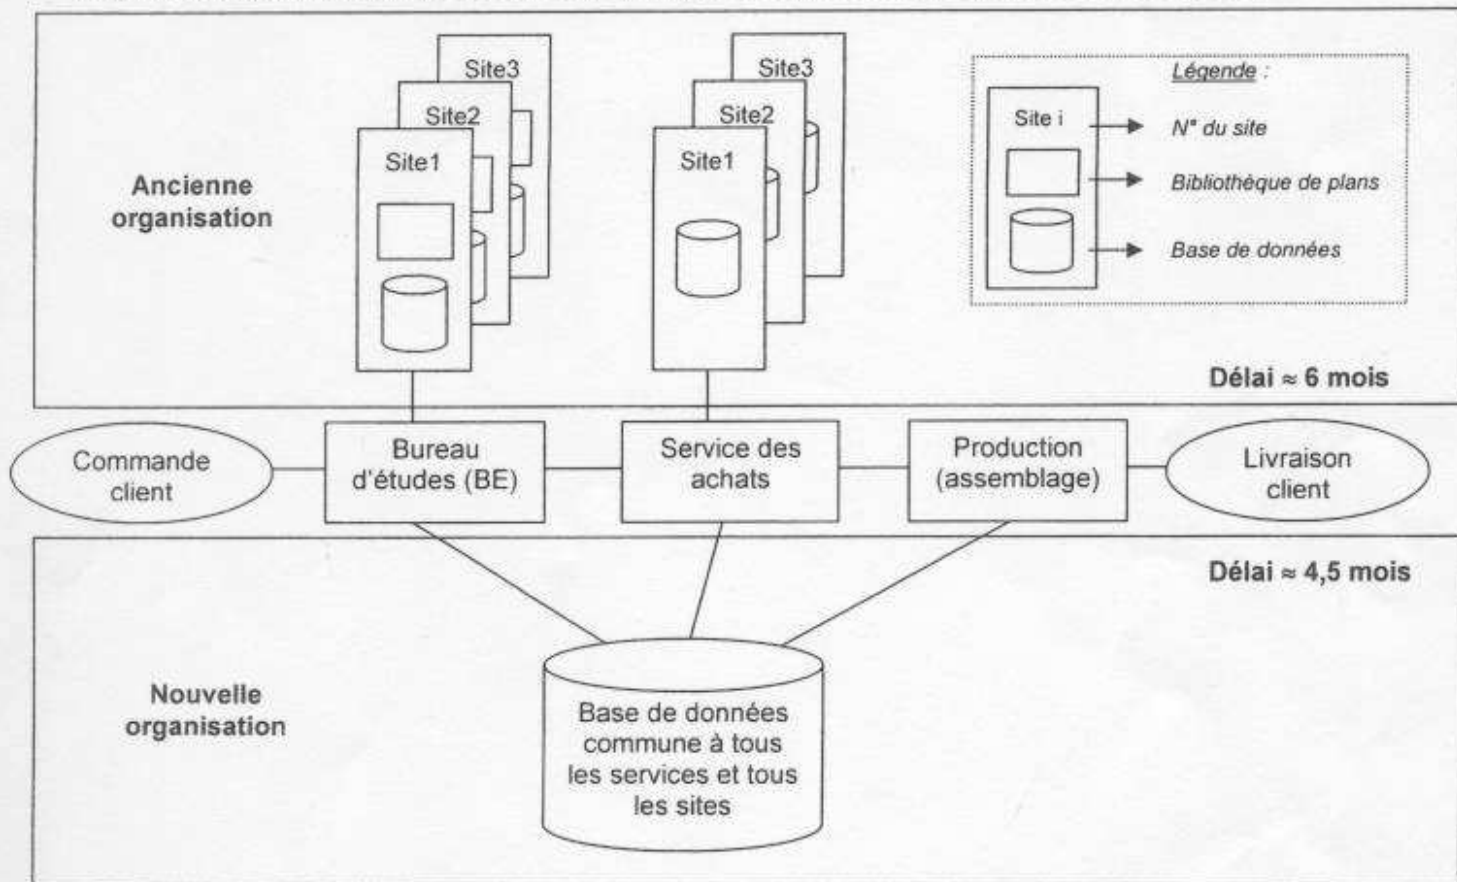 Site3
Site2
Site1
Site3
Site2
Site1
Légende :
Site i
N° du site
Bibliothèque de plans
Base de données
Ancienne
organisation
Délai ≈ 6 mois
Commande
client
Bureau
d'études (BE)
Service des
achats
Production
(assemblage)
Livraison
client
Délai ≈ 4,5 mois
Nouvelle
organisation
Base de données
commune à tous
les services et tous
les sites